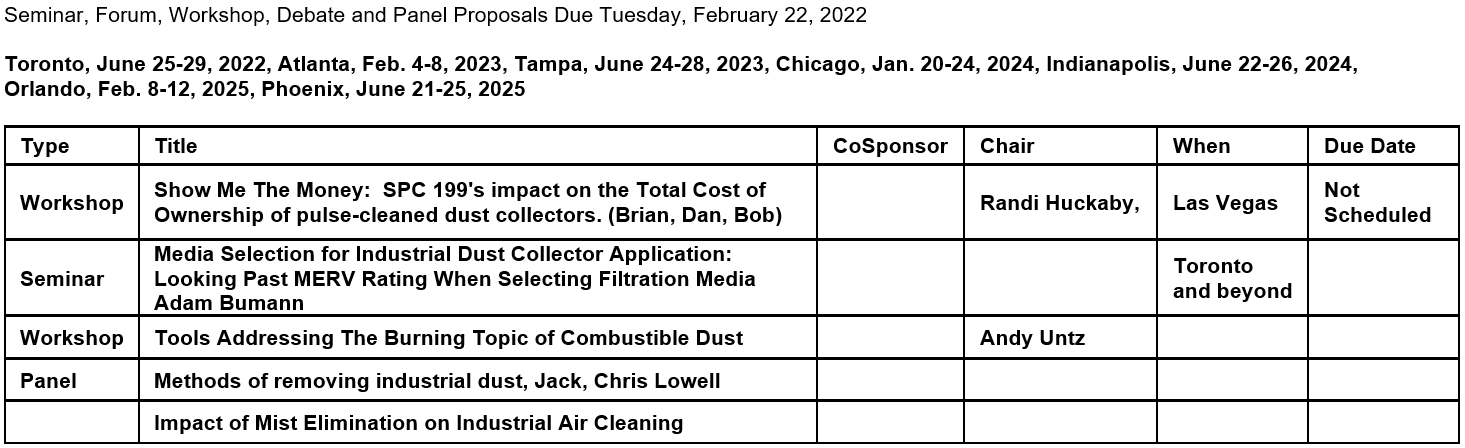 Seminar, Forum, Workshop, Debate and Panel Proposals Due Tuesday, February 22, 2022
Toronto, June 25-29, 2022, Atlanta, Feb. 4-8, 2023, Tampa, June 24-28, 2023, Chicago, Jan. 20-24, 2024, Indianapolis, June 22-26, 2024,
Orlando, Feb. 8-12, 2025, Phoenix, June 21-25, 2025
Type Title CoSponsor Chair When Due Date
Workshop
Show Me The Money:  SPC 199's impact on the Total Cost of
Ownership of pulse-cleaned dust collectors. (Brian, Dan, Bob)
Randi Huckaby,
Las Vegas
Not
Scheduled
Seminar
Media Selection for Industrial Dust Collector Application:
Looking Past MERV Rating When Selecting Filtration Media
Adam Bumann
Toronto
and beyond
Workshop Tools Addressing The Burning Topic of Combustible Dust Andy Untz
Panel Methods of removing industrial dust, Jack, Chris Lowell
Impact of Mist Elimination on Industrial Air Cleaning